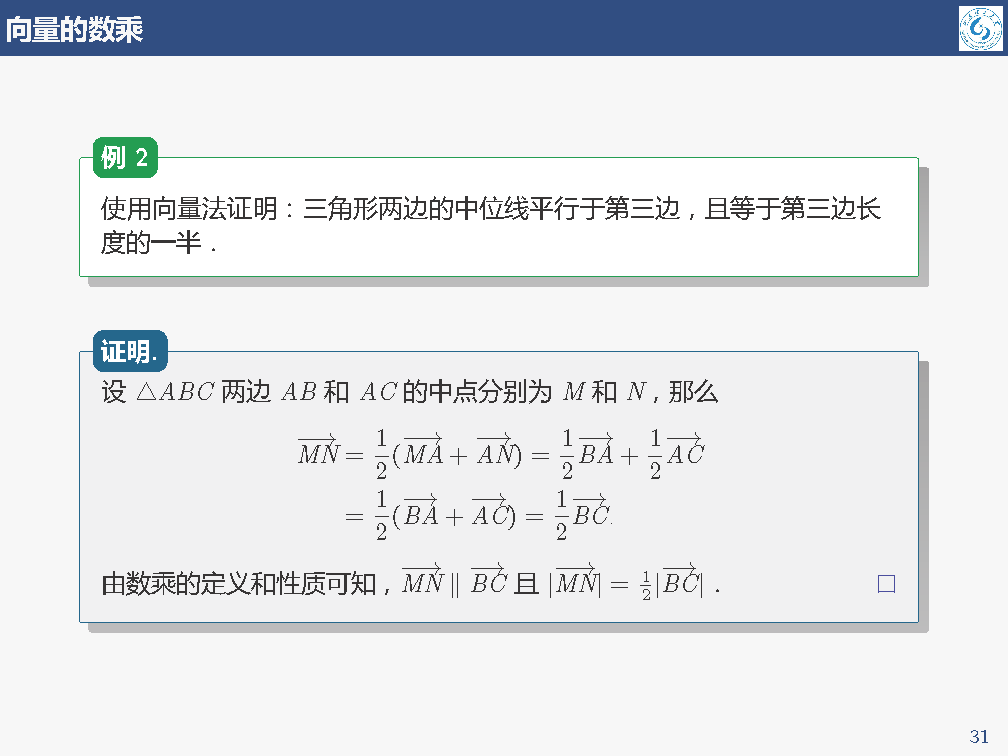 向量的数乘
例 2
使用向量法证明：三角形两边的中位线平行于第三边，且等于第三边长
度的一半．
证明.
设 △ABC 两边 AB 和 AC 的中点分别为 M 和 N，那么
$\overrightarrow{MN} = \frac{1}{2}(\overrightarrow{MA} + \overrightarrow{AN}) = \frac{1}{2}\overrightarrow{BA} + \frac{1}{2}\overrightarrow{AC}$
$= \frac{1}{2}(\overrightarrow{BA} + \overrightarrow{AC}) = \frac{1}{2}\overrightarrow{BC}.$
由数乘的定义和性质可知，$\overrightarrow{MN} \parallel \overrightarrow{BC}$ 且 $|\overrightarrow{MN}| = \frac{1}{2}|\overrightarrow{BC}|$．□
31